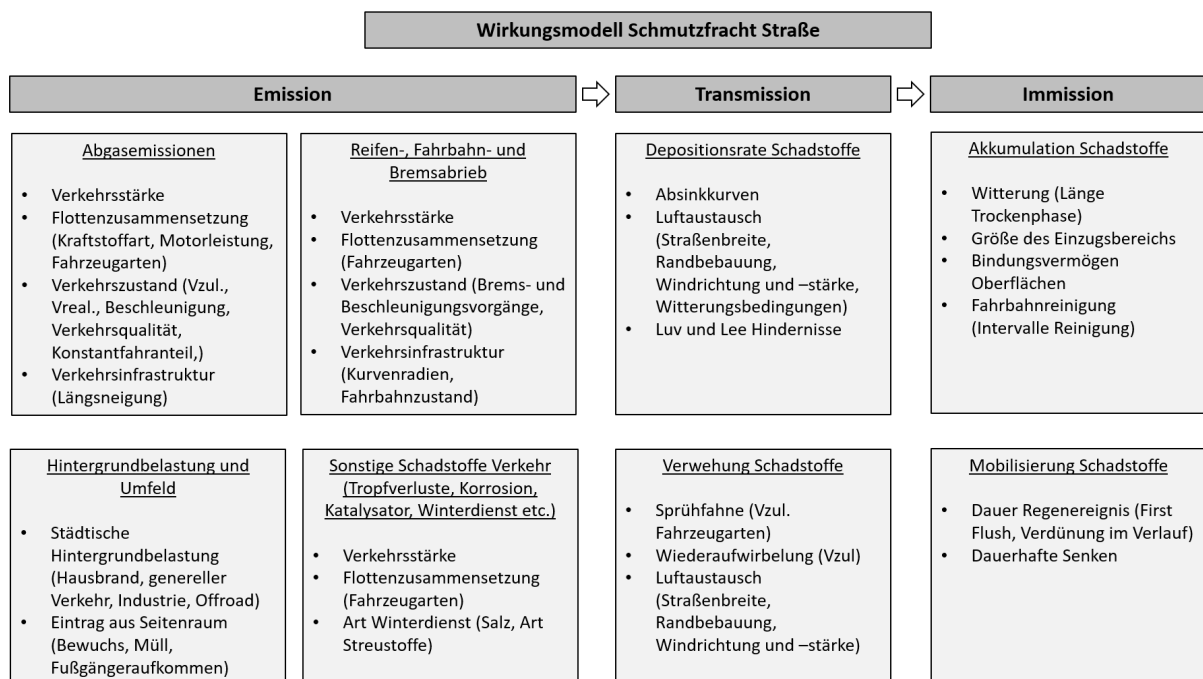 Wirkungsmodell Schmutzfracht Straße
Emission
Transmission
Immission
Abgasemissionen
• Verkehrsstärke
• Flottenzusammensetzung
(Kraftstoffart, Motorleistung,
Fahrzeugarten)
• Verkehrszustand (Vzul.,
Vreal., Beschleunigung,
Verkehrsqualität,
Konstantfahranteil,)
• Verkehrsinfrastruktur
(Längsneigung)
Reifen-, Fahrbahn- und
Bremsabrieb
• Verkehrsstärke
• Flottenzusammensetzung
(Fahrzeugarten)
• Verkehrszustand (Brems- und
Beschleunigungsvorgänge,
Verkehrsqualität)
• Verkehrsinfrastruktur
(Kurvenradien,
Fahrbahnzustand)
Depositionsrate Schadstoffe
• Absinkkurven
• Luftaustausch
(Straßenbreite,
Randbebauung,
Windrichtung und –stärke,
Witterungsbedingungen)
• Luv und Lee Hindernisse
Akkumulation Schadstoffe
• Witterung (Länge
Trockenphase)
• Größe des Einzugsbereichs
• Bindungsvermögen
Oberflächen
• Fahrbahnreinigung
(Intervalle Reinigung)
Hintergrundbelastung und
Umfeld
• Städtische
Hintergrundbelastung
(Hausbrand, genereller
Verkehr, Industrie, Offroad)
• Eintrag aus Seitenraum
(Bewuchs, Müll,
Fußgängeraufkommen)
Sonstige Schadstoffe Verkehr
(Tropfverluste, Korrosion,
Katalysator, Winterdienst etc.)
• Verkehrsstärke
• Flottenzusammensetzung
(Fahrzeugarten)
• Art Winterdienst (Salz, Art
Streustoffe)
Verwehung Schadstoffe
• Sprühfahne (Vzul.
Fahrzeugarten)
• Wiederaufwirbelung (Vzul)
• Luftaustausch
(Straßenbreite,
Randbebauung,
Windrichtung und –stärke)
Mobilisierung Schadstoffe
• Dauer Regenereignis (First
Flush, Verdünung im Verlauf)
• Dauerhafte Senken